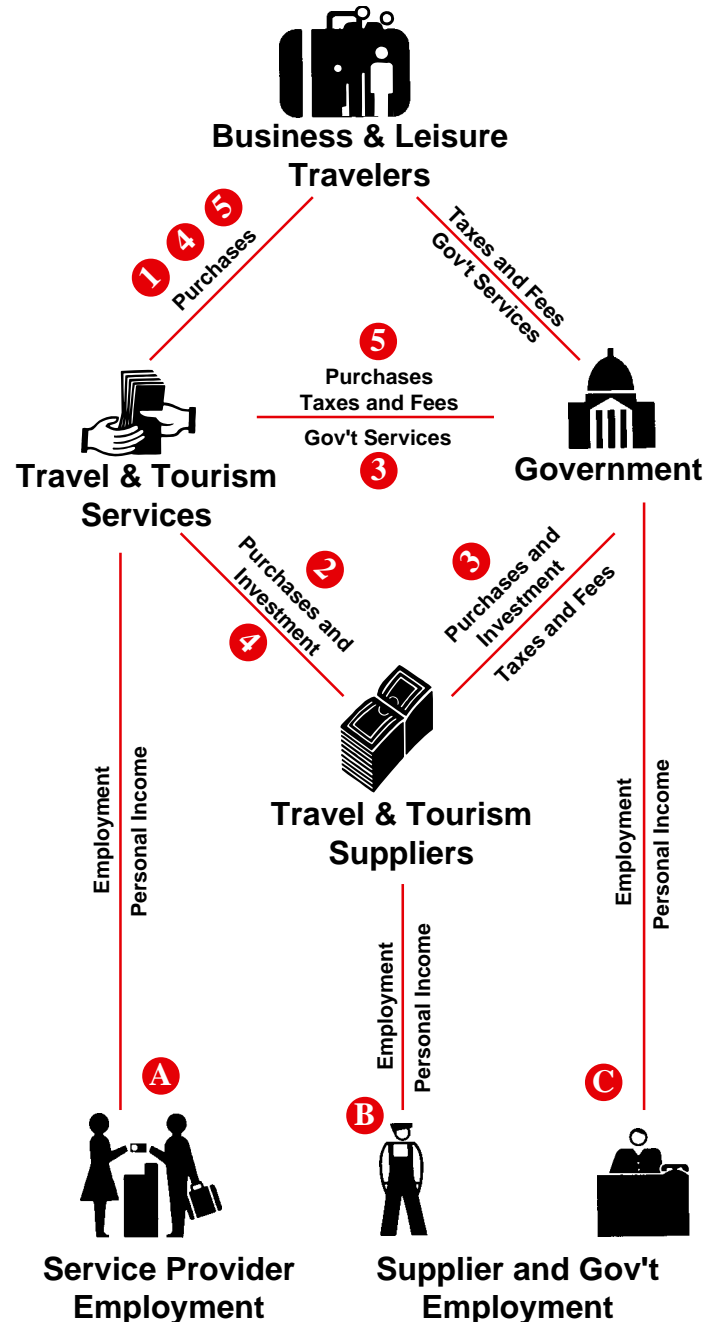 Business & Leisure
Travelers
1 4 5
Purchases
Taxes and Fees
Gov't Services
5
Purchases
Taxes and Fees
Gov't Services
3
Travel & Tourism
Services
Government
2
Purchases and
Investment
4
3
Purchases and
Investment
Taxes and Fees
Travel & Tourism
Suppliers
Employment
Personal Income
Employment
Personal Income
Employment
Personal Income
A
B
C
Service Provider
Employment
Supplier and Gov't
Employment